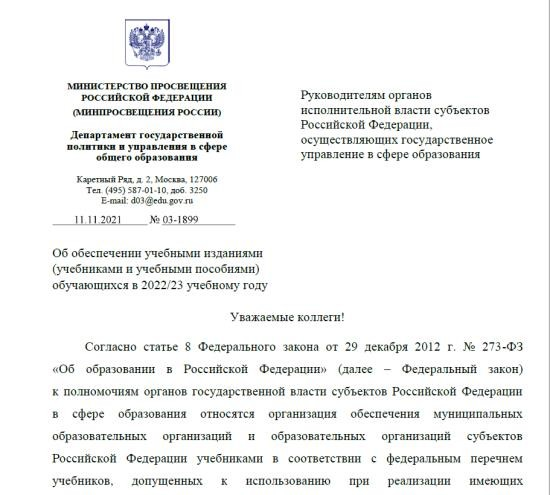 МИНИСТЕРСТВО ПРОСВЕЩЕНИЯ
РОССИЙСКОЙ ФЕДЕРАЦИИ
(МИНПРОСВЕЩЕНИЯ РОССИИ)
Департамент государственной
политики и управления в сфере
общего образования
Каретный Ряд, д. 2, Москва, 127006
Тел. (495) 587-01-10, доб. 3250
E-mail: d03@edu.gov.ru
11.11.2021 № 03-1899
Руководителям органов
исполнительной власти субъектов
Российской Федерации,
осуществляющих государственное
управление в сфере образования
Об обеспечении учебными изданиями
(учебниками и учебными пособиями)
обучающихся в 2022/23 учебному году
Уважаемые коллеги!
Согласно статье 8 Федерального закона от 29 декабря 2012 г. № 273-ФЗ
«Об образовании в Российской Федерации» (далее – Федеральный закон)
к полномочиям органов государственной власти субъектов Российской Федерации
в сфере образования относятся организация обеспечения муниципальных
образовательных организаций и образовательных организаций субъектов
Российской Федерации учебниками в соответствии с федеральным перечнем
учебников, допущенных к использованию при реализации имеющих